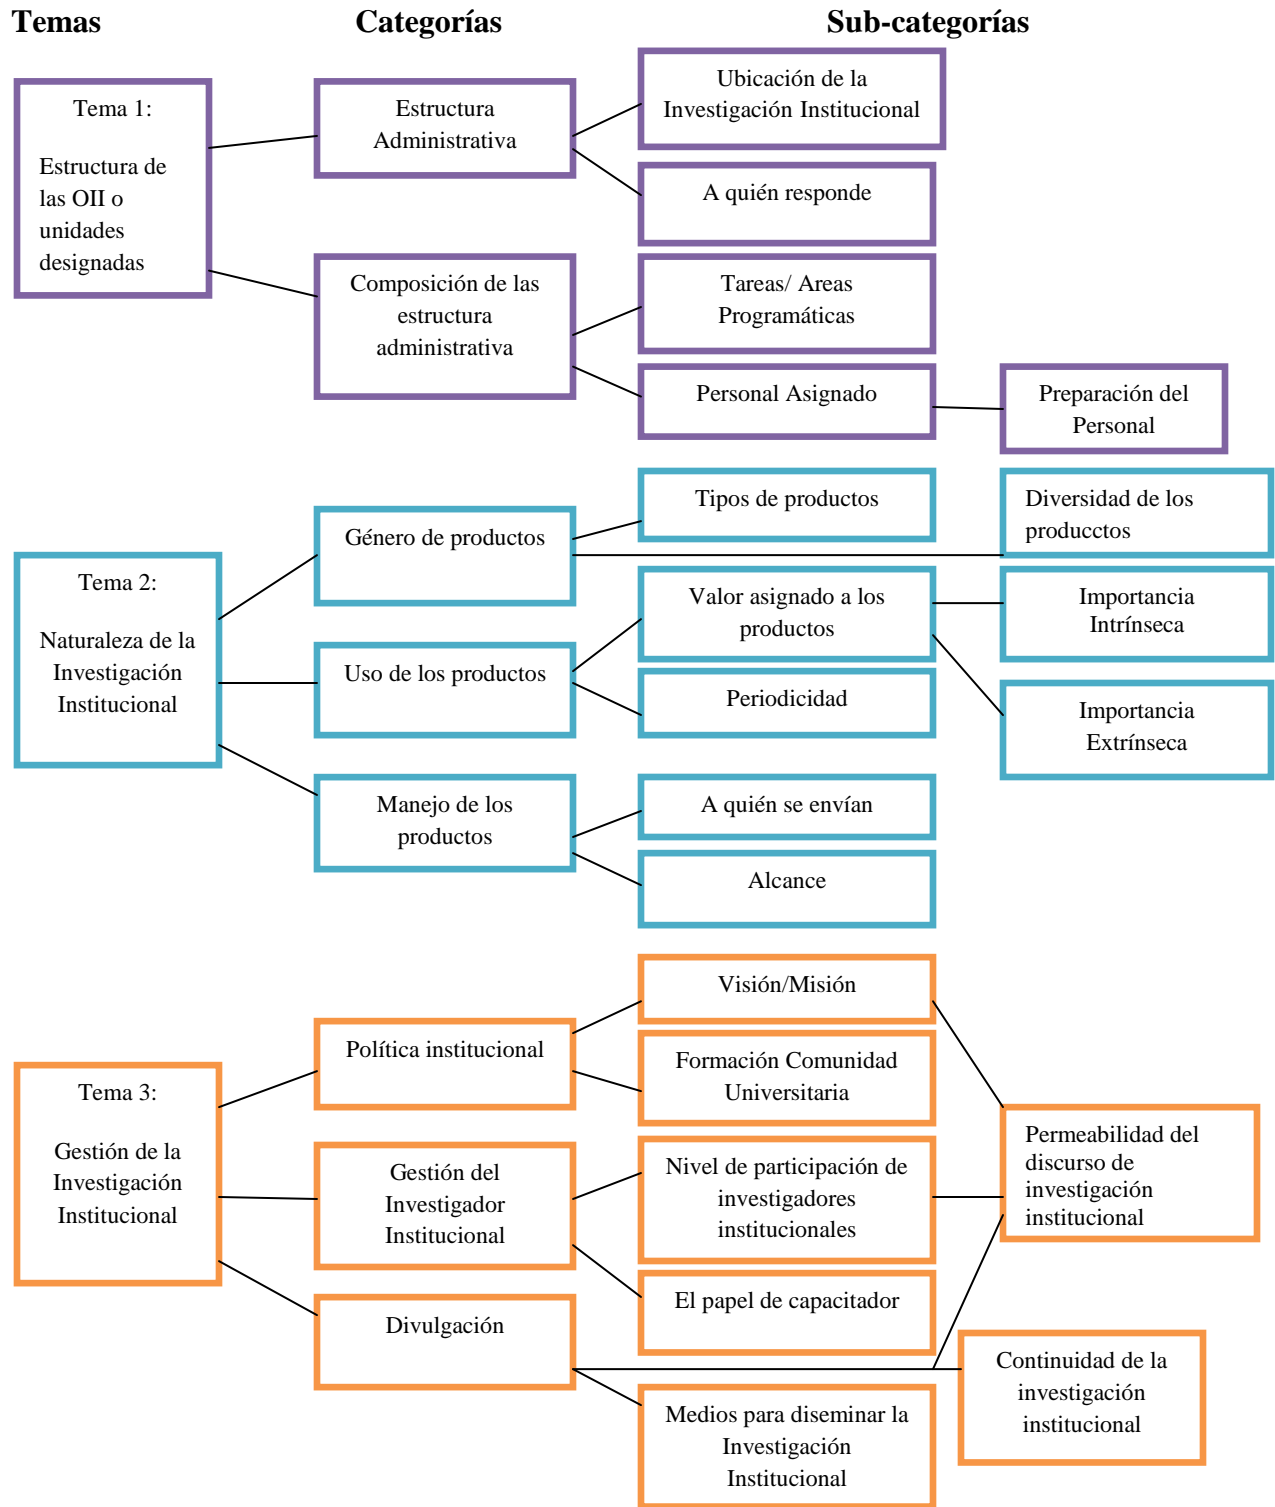 Temas
Categorías
Sub-categorías
Tema 1:
Estructura de
las OII o
unidades
designadas
Estructura
Administrativa
Ubicación de la
Investigación Institucional
A quién responde
Composición de las
estructura
administrativa
Tareas/ Areas
Programáticas
Personal Asignado
Preparación del
Personal
Tema 2:
Naturaleza de la
Investigación
Institucional
Género de productos
Tipos de productos
Diversidad de los
producctos
Uso de los productos
Valor asignado a los
productos
Importancia
Intrínseca
Periodicidad
Importancia
Extrínseca
Manejo de los
productos
A quién se envían
Alcance
Tema 3:
Gestión de la
Investigación
Institucional
Política institucional
Visión/Misión
Formación Comunidad
Universitaria
Gestión del
Investigador
Institucional
Nivel de participación de
investigadores
institucionales
Permeabilidad del
discurso de
investigación
institucional
El papel de capacitador
Divulgación
Medios para diseminar la
Investigación
Institucional
Continuidad de la
investigación
institucional